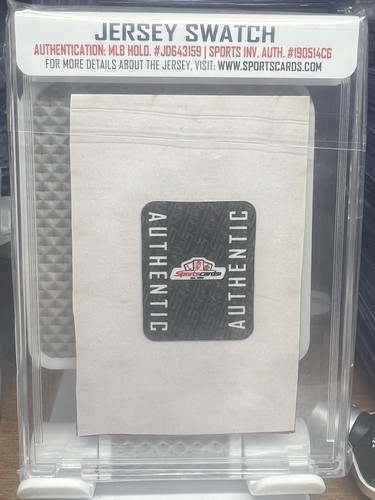 JERSEY SWATCH
AUTHENTICATION: MLB HOLO. #JD643159 | SPORTS INV. AUTH. #190514C6
FOR MORE DETAILS ABOUT THE JERSEY, VISIT: WWW.SPORTSCARDS.COM
AUTHENTIC
Sportscards
AUTHENTIC